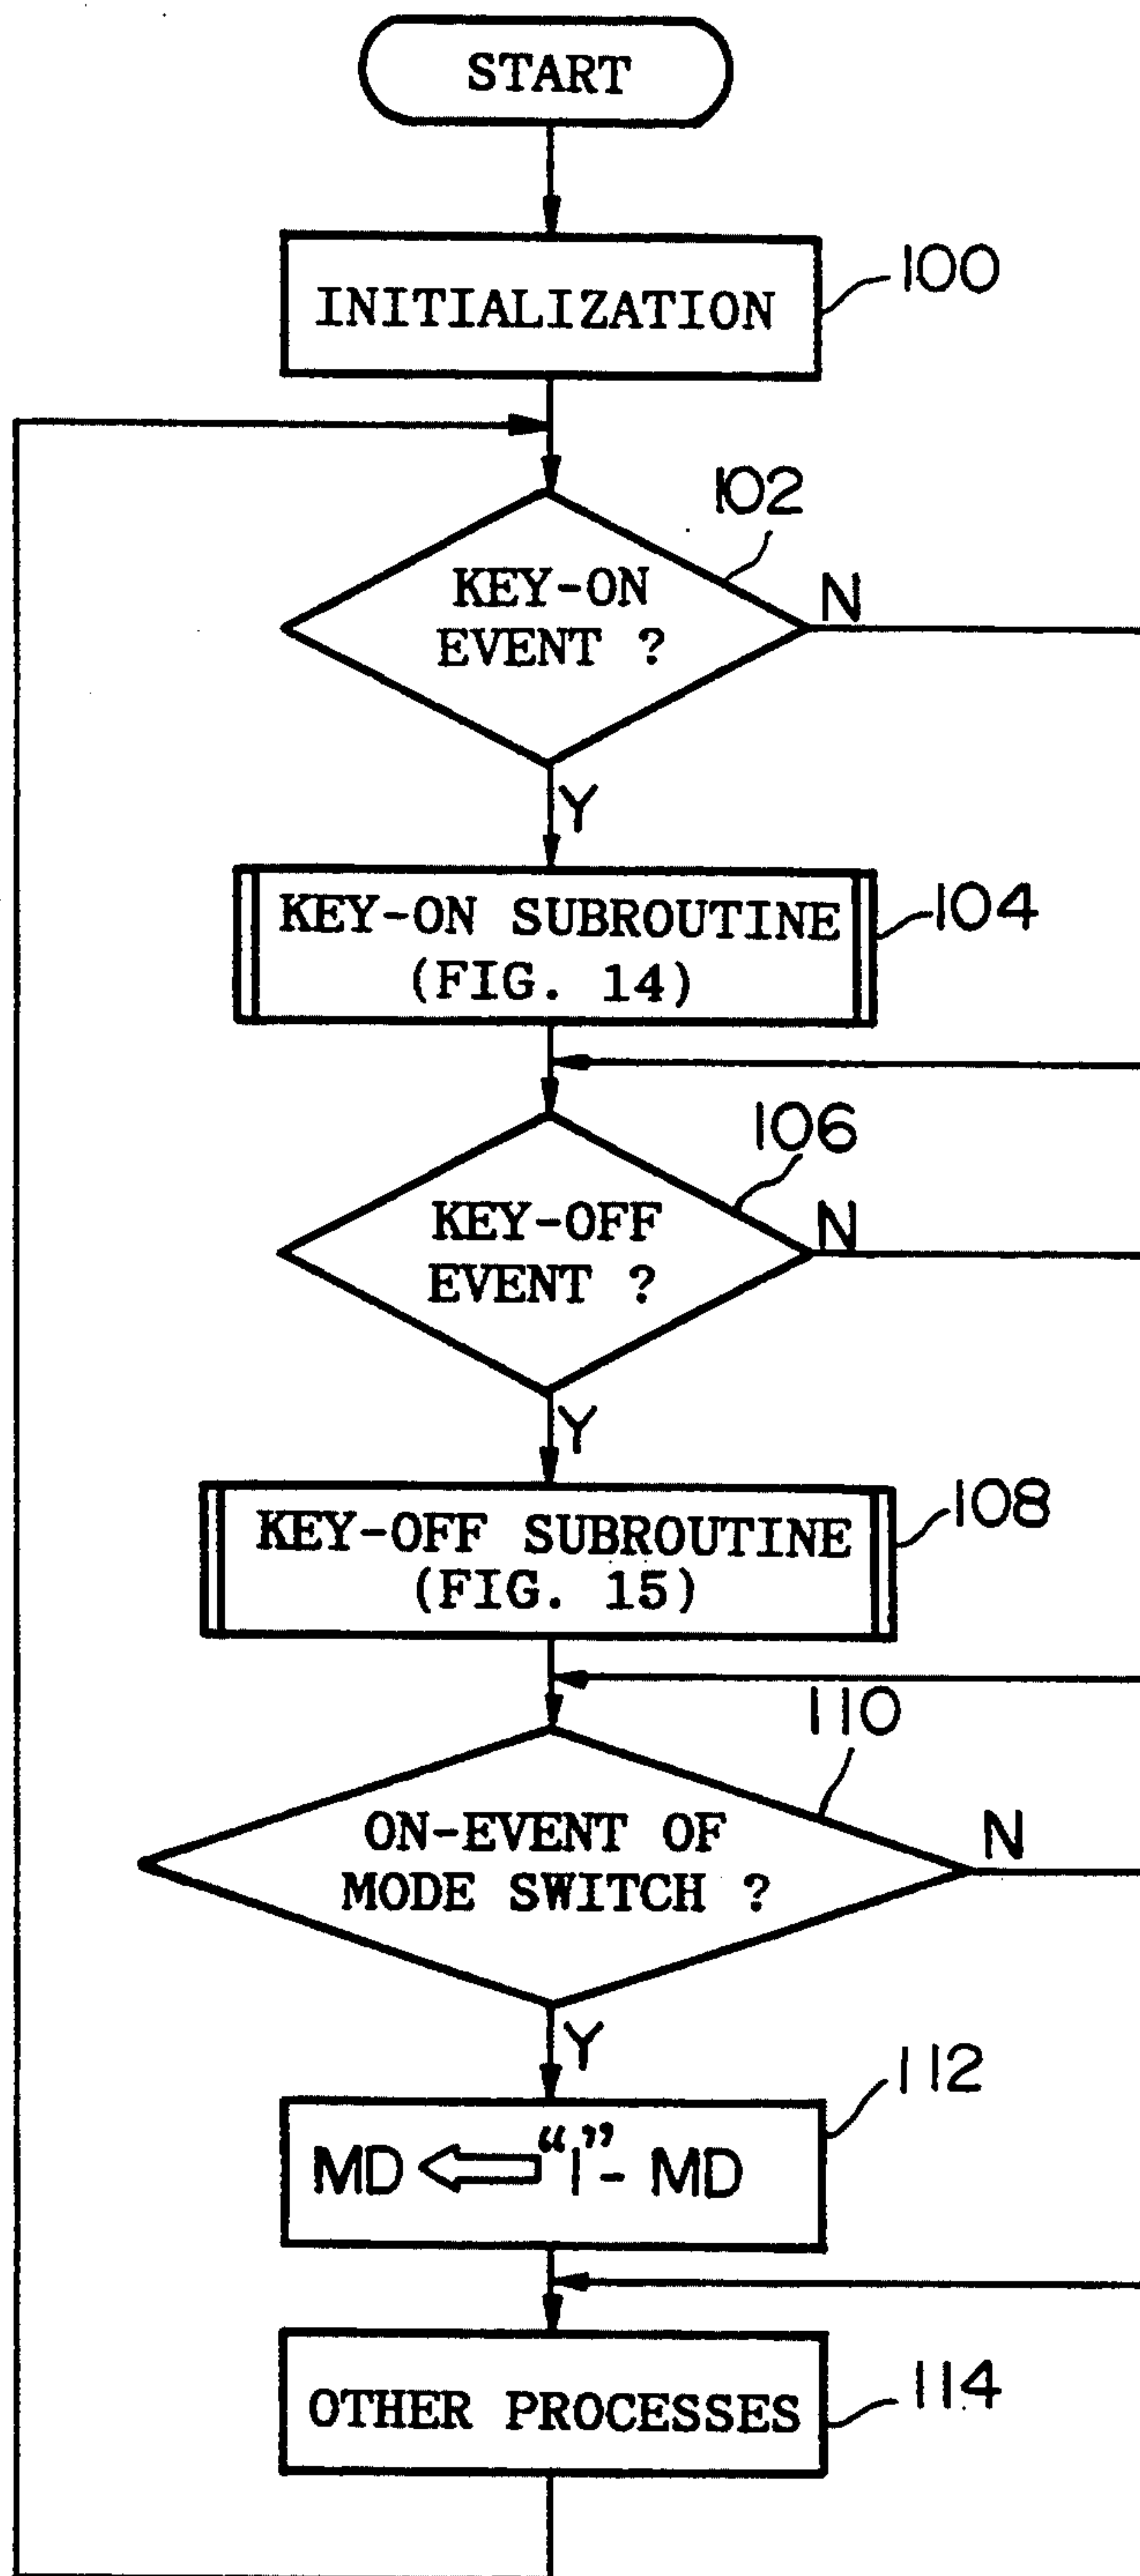 START
INITIALIZATION
100
102
KEY-ON
EVENT ?
N
Y
KEY-ON SUBROUTINE
(FIG. 14)
104
106
KEY-OFF
EVENT ?
N
Y
KEY-OFF SUBROUTINE
(FIG. 15)
108
110
ON-EVENT OF
MODE SWITCH ?
N
Y
112
MD ⇐ “1” - MD
OTHER PROCESSES
114